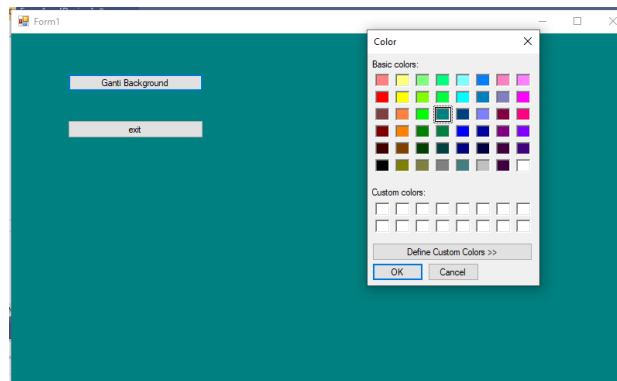 Form1
Color
Basic colors:
Ganti Background
exit
Custom colors:
Define Custom Colors >>
OK Cancel